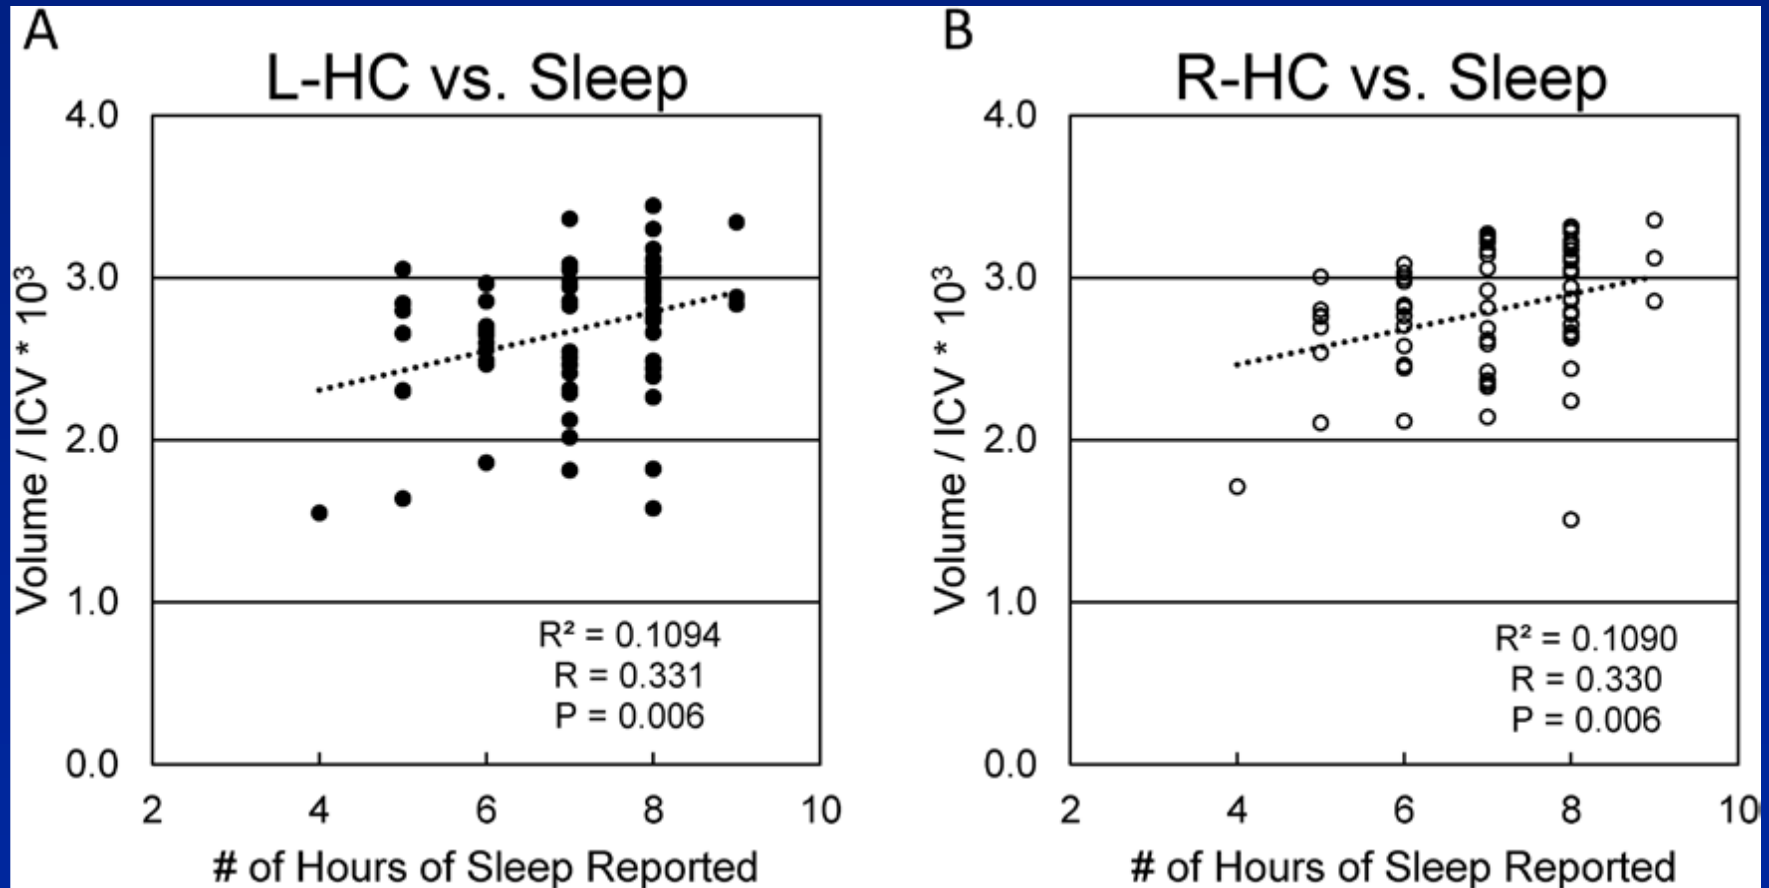 A
L-HC vs. Sleep
4.0
3.0
2.0
1.0
0.0
Volume / ICV * 10³
R² = 0.1094
R = 0.331
P = 0.006
2 4 6 8 10
# of Hours of Sleep Reported
B
R-HC vs. Sleep
4.0
3.0
2.0
1.0
0.0
Volume / ICV * 10³
R² = 0.1090
R = 0.330
P = 0.006
2 4 6 8 10
# of Hours of Sleep Reported